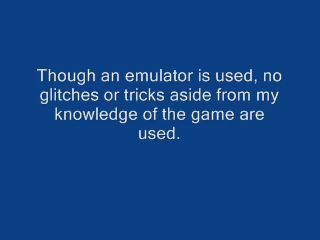 Though an emulator is used, no
glitches or tricks aside from my
knowledge of the game are
used.